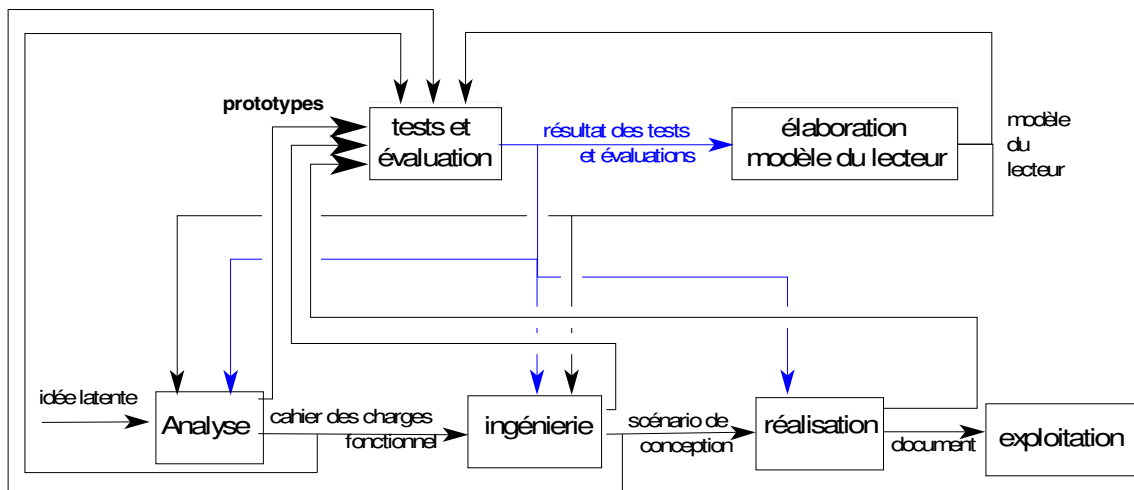 prototypes
tests et
évaluation
résultat des tests
et évaluations
élaboration
modèle du lecteur
modèle
du
lecteur
idée latente
Analyse
cahier des charges
fonctionnel
ingénierie
scénario de
conception
réalisation
document
exploitation